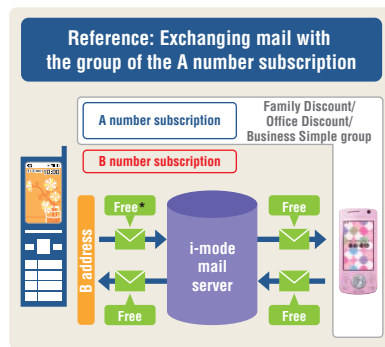 Reference: Exchanging mail with
the group of the A number subscription
A number subscription
Family Discount/
Office Discount/
Business Simple group
B number subscription
B address
Free*
Free
i-mode
mail
server
Free
Free